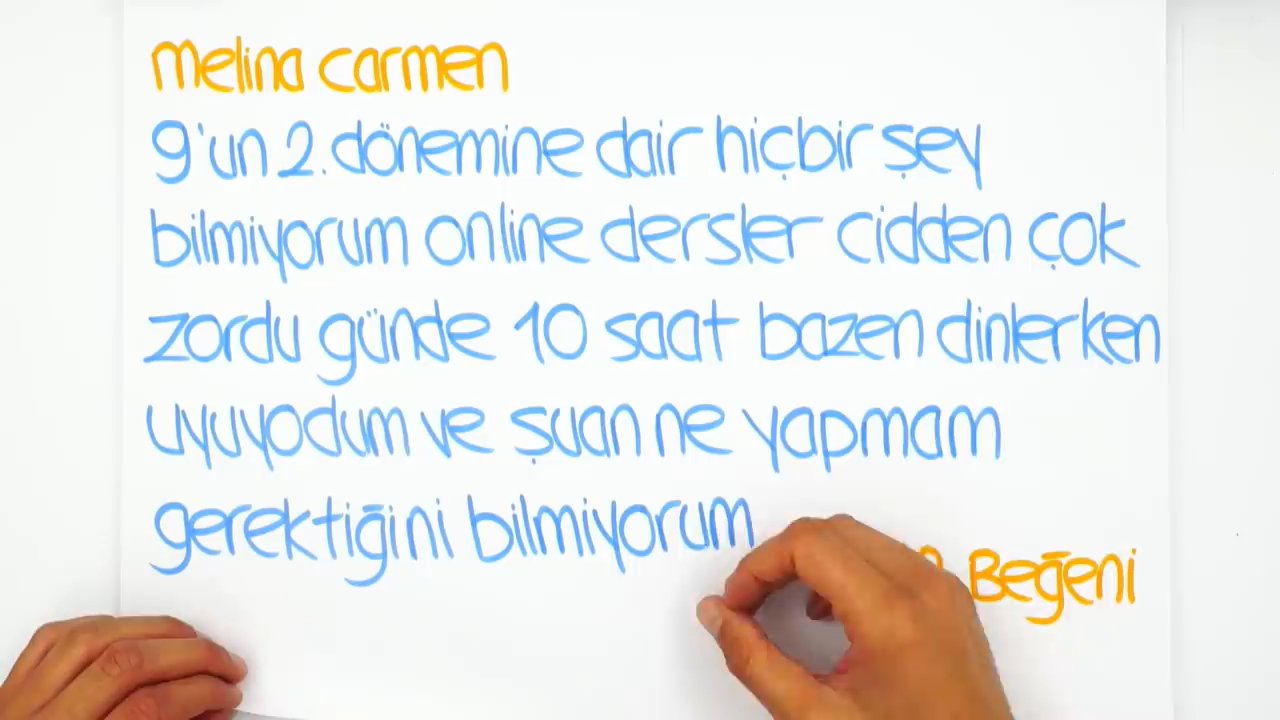 melina carmen
9'un 2. dönemine dair hiçbir şey
bilmiyorum online dersler cidden çok
zordu günde 10 saat bazen dinlerken
uyuyodum ve şuan ne yapmam
gerektiğini bilmiyorum
Beğeni